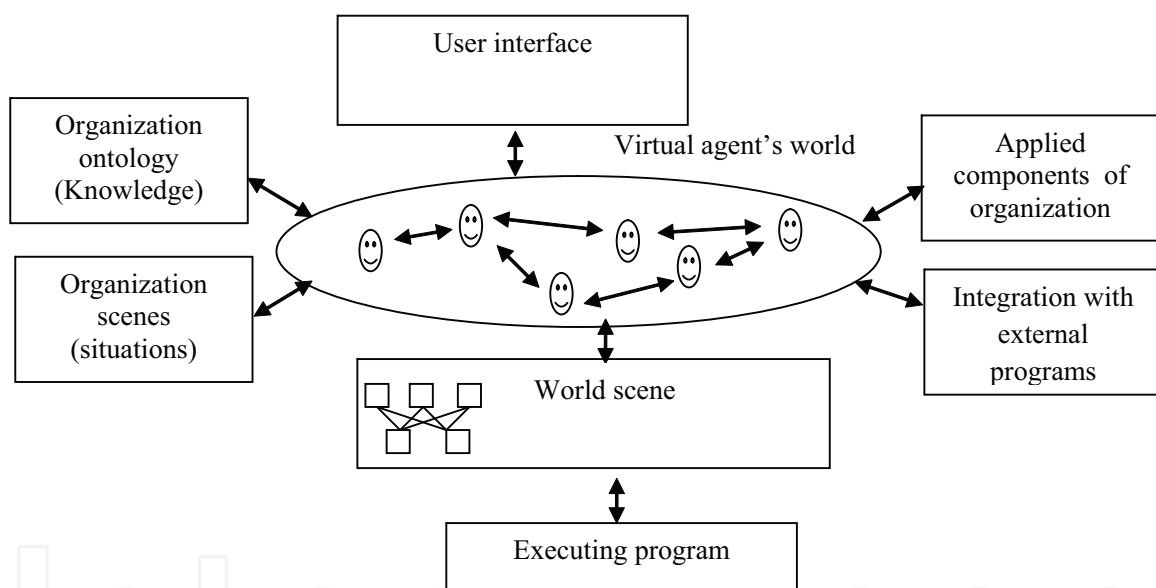 User interface
Organization
ontology
(Knowledge)
Virtual agent’s world
Applied
components of
organization
Organization
scenes
(situations)
Integration with
external
programs
World scene
Executing program